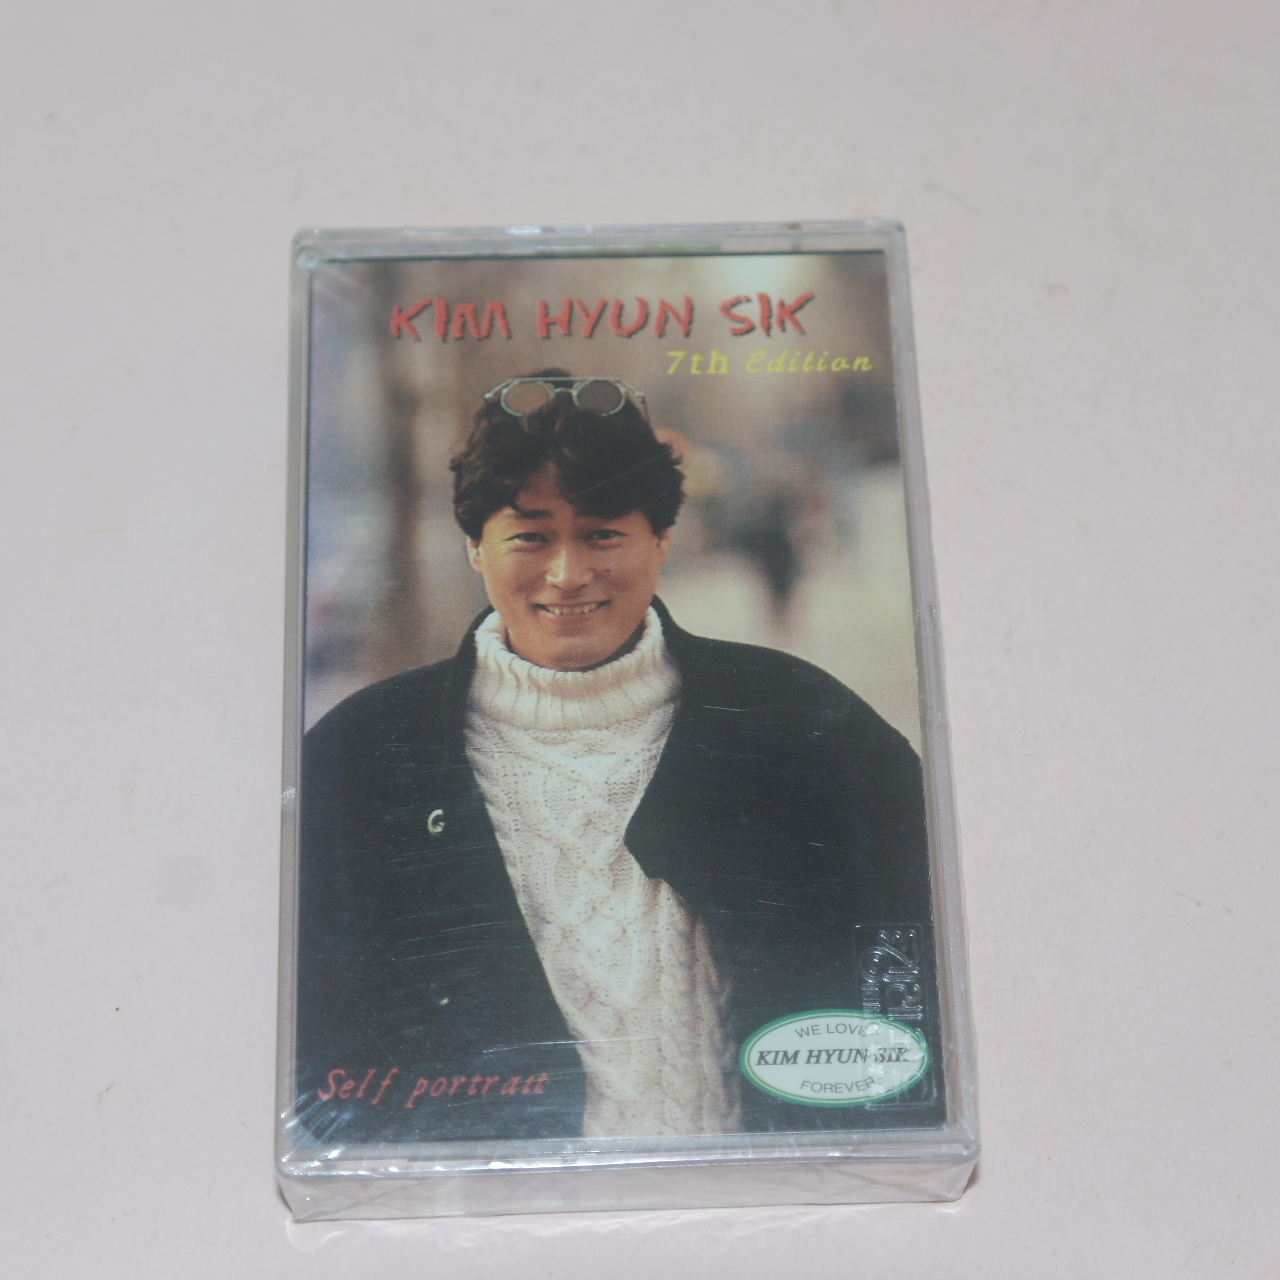 KIM HYUN SIK
7th Edition
Self portrait
WE LOVE
KIM HYUN SIK
FOREVER